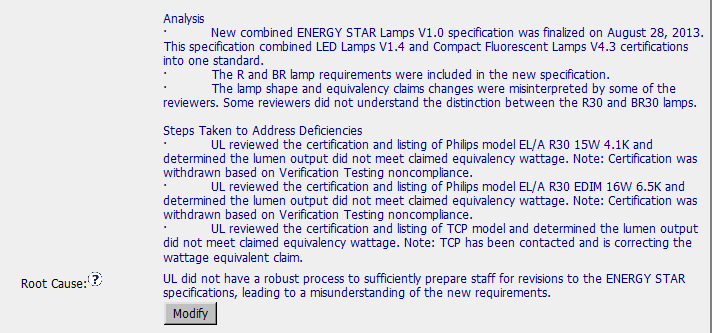 Analysis
· New combined ENERGY STAR Lamps V1.0 specification was finalized on August 28, 2013.
This specification combined LED Lamps V1.4 and Compact Fluorescent Lamps V4.3 certifications
into one standard.
· The R and BR lamp requirements were included in the new specification.
· The lamp shape and equivalency claims changes were misinterpreted by some of the
reviewers. Some reviewers did not understand the distinction between the R30 and BR30 lamps.
Steps Taken to Address Deficiencies
· UL reviewed the certification and listing of Philips model EL/A R30 15W 4.1K and
determined the lumen output did not meet claimed equivalency wattage. Note: Certification was
withdrawn based on Verification Testing noncompliance.
· UL reviewed the certification and listing of Philips model EL/A R30 EDIM 16W 6.5K and
determined the lumen output did not meet claimed equivalency wattage. Note: Certification was
withdrawn based on Verification Testing noncompliance.
· UL reviewed the certification and listing of TCP model and determined the lumen output
did not meet claimed equivalency wattage. Note: TCP has been contacted and is correcting the
wattage equivalent claim.
Root Cause: ? UL did not have a robust process to sufficiently prepare staff for revisions to the ENERGY STAR
specifications, leading to a misunderstanding of the new requirements.
Modify